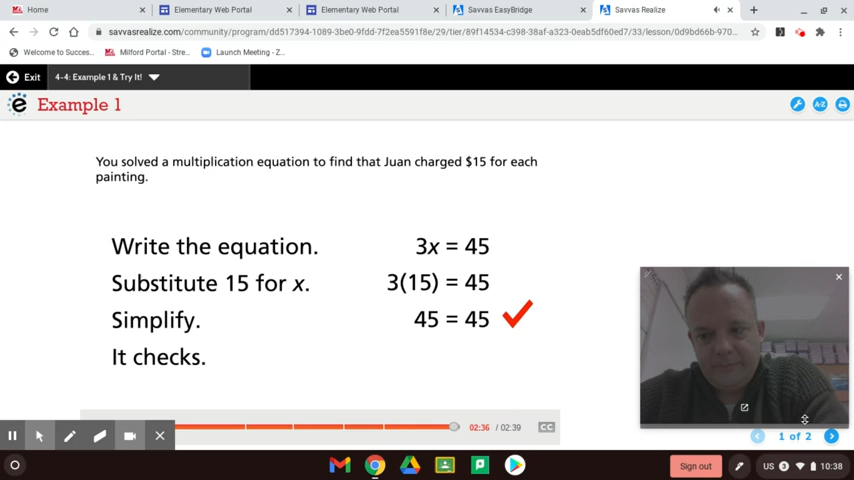 Home
Elementary Web Portal
Elementary Web Portal
Savvas EasyBridge
Savvas Realize
savvasrealize.com/community/program/dd517394-1089-3be0-9fdd-7f2ea5591f8e/29/tier/89f14534-c398-38af-a323-0eab5df60ed7/33/lesson/0d9bd66b-970...
Welcome to Succes...
Milford Portal - Stre...
Launch Meeting - Z...
Exit
4-4: Example 1 & Try It!
Example 1
A-Z
You solved a multiplication equation to find that Juan charged $15 for each
painting.
Write the equation. 3x = 45
Substitute 15 for x. 3(15) = 45
Simplify. 45 = 45
It checks.
02:36 / 02:39
CC
1 of 2
Sign out
US
3
10:38